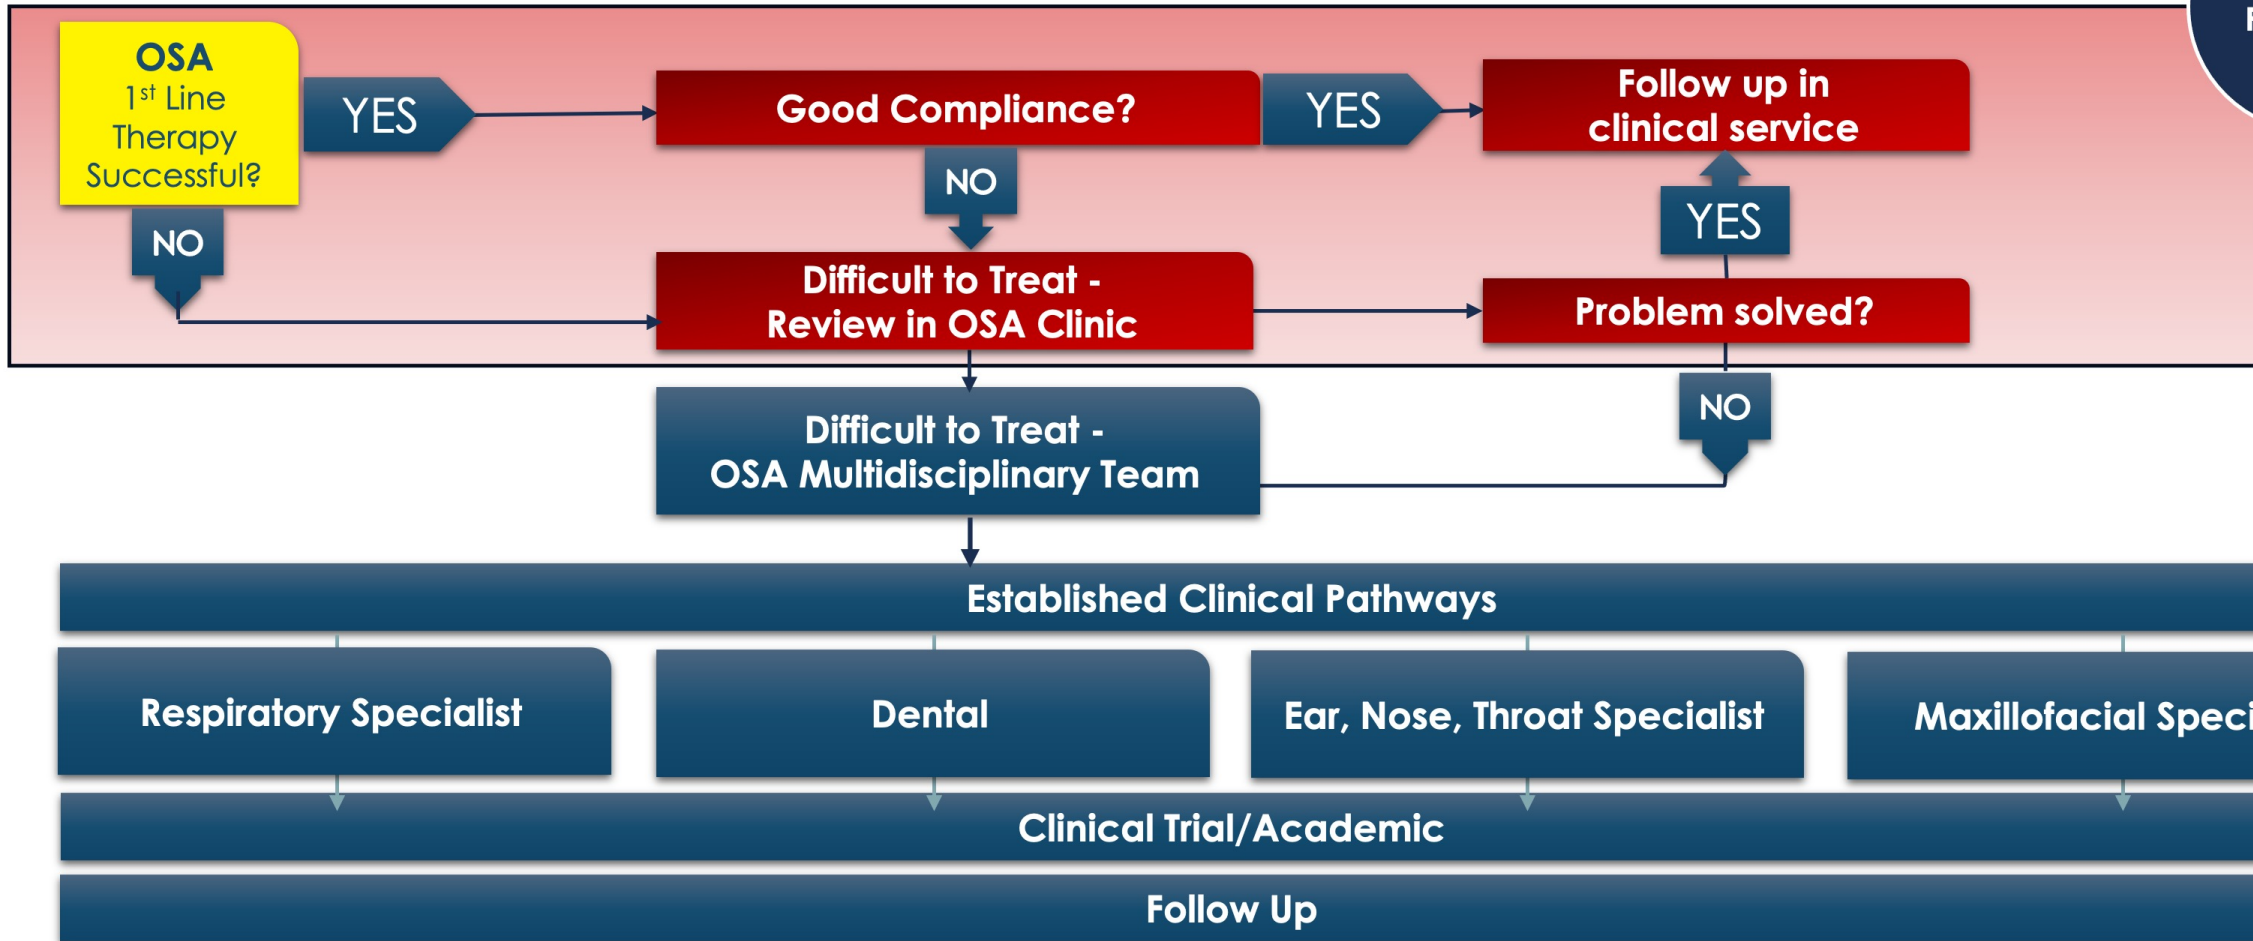 OSA
1st Line
Therapy
Successful?
YES
Good Compliance?
YES
Follow up in
clinical service
NO
NO
YES
Difficult to Treat -
Review in OSA Clinic
Problem solved?
NO
Difficult to Treat -
OSA Multidisciplinary Team
Established Clinical Pathways
Respiratory Specialist
Dental
Ear, Nose, Throat Specialist
Maxillofacial Speci
Clinical Trial/Academic
Follow Up